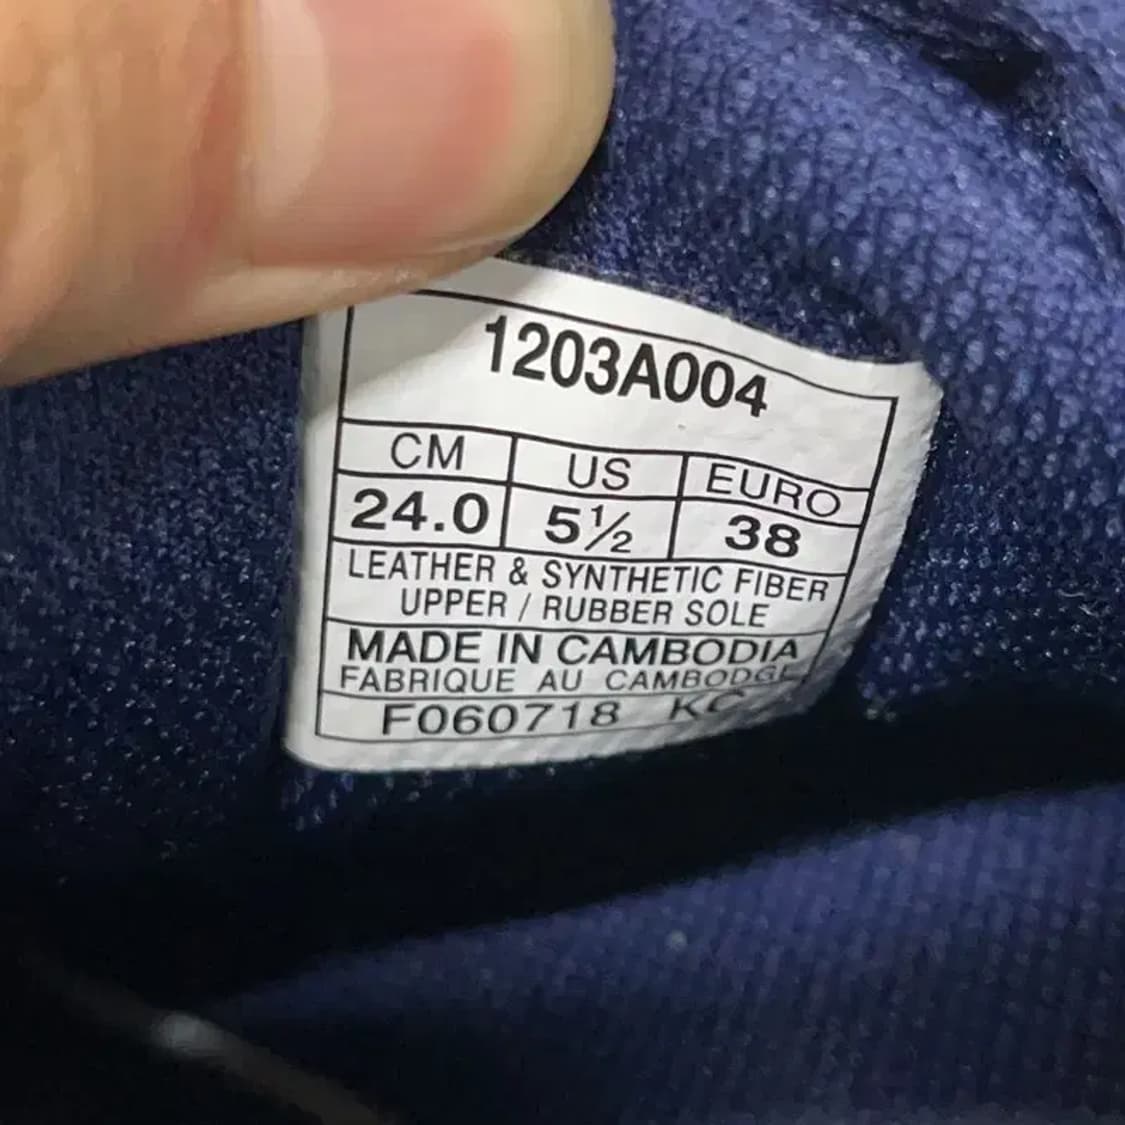 1203A004
CM US EURO
24.0 5½ 38
LEATHER & SYNTHETIC FIBER
UPPER / RUBBER SOLE
MADE IN CAMBODIA
FABRIQUE AU CAMBODGE
F060718 KC